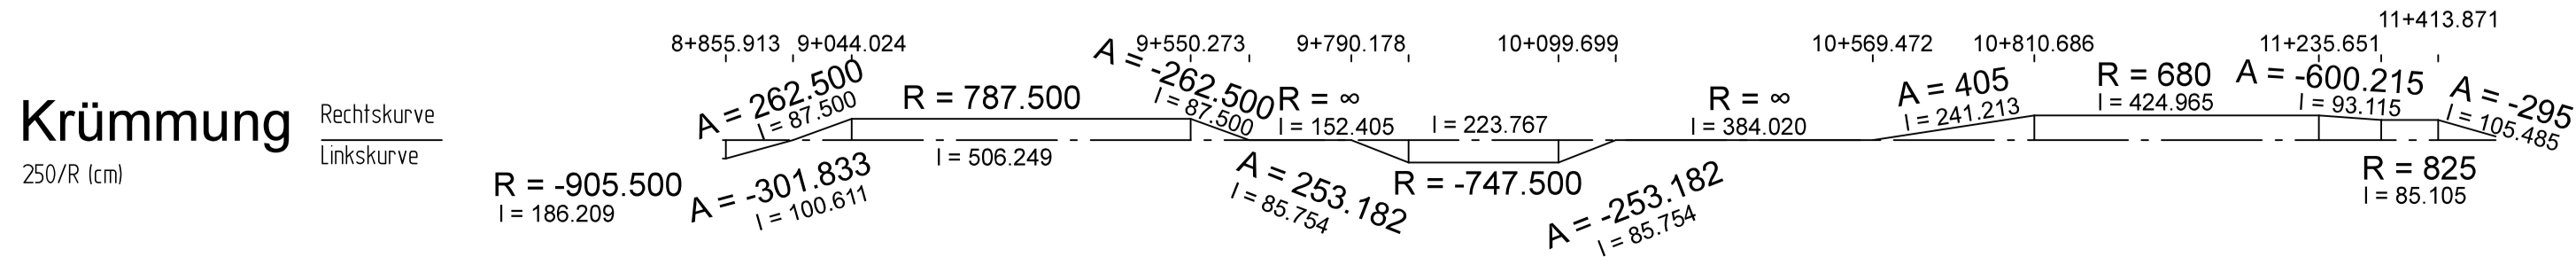 11+413.871
8+855.913 9+044.024 9+550.273 9+790.178 10+099.699 10+569.472 10+810.686 11+235.651
Krümmung
250/R (cm)
Rechtskurve
Linkskurve
R = -905.500
l = 186.209
A = 262.500
l = 87.500
A = -301.833
l = 100.611
R = 787.500
l = 506.249
A = -262.500
l = 87.500
R = ∞
l = 152.405
A = 253.182
l = 85.754
l = 223.767
R = -747.500
A = -253.182
l = 85.754
R = ∞
l = 384.020
A = 405
l = 241.213
R = 680
l = 424.965
A = -600.215
l = 93.115
R = 825
l = 85.105
A = -295
l = 105.485